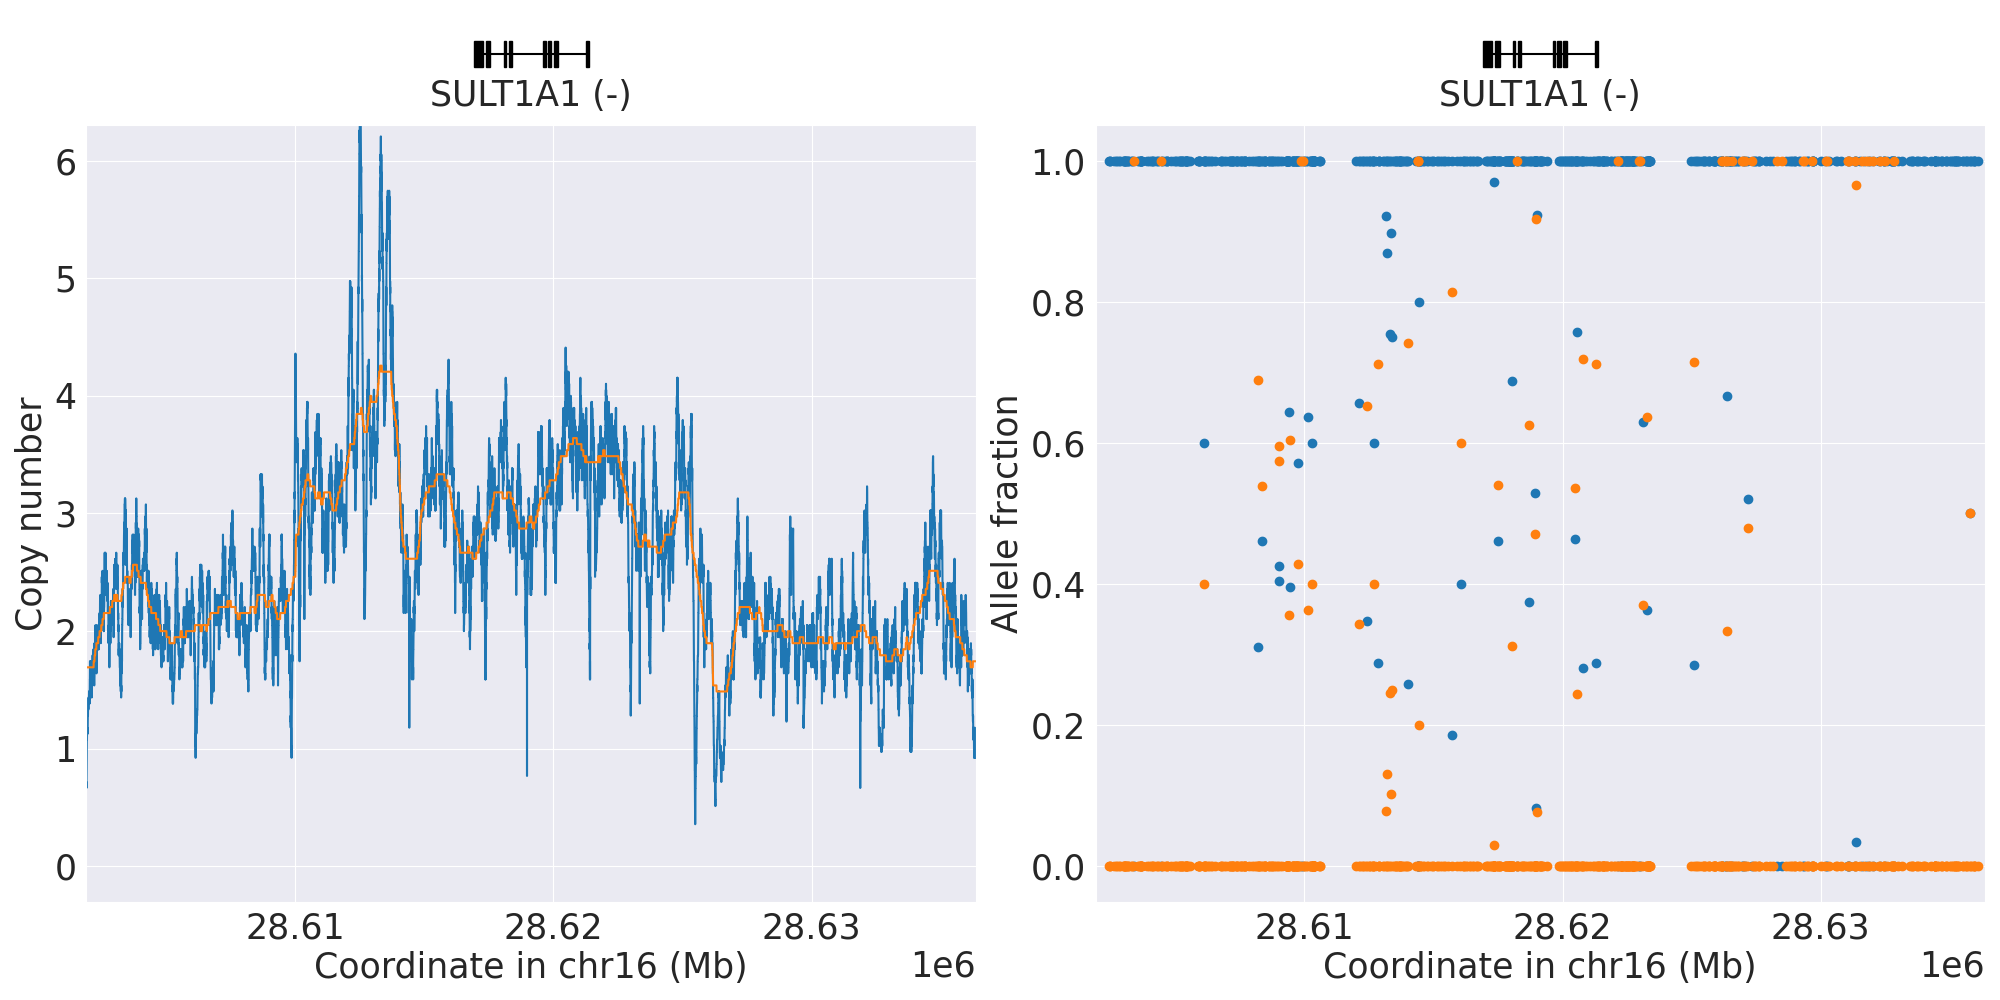 SULT1A1 (-)
Copy number
6
5
4
3
2
1
0
28.61
28.62
28.63
Coordinate in chr16 (Mb)
1e6
SULT1A1 (-)
Allele fraction
1.0
0.8
0.6
0.4
0.2
0.0
28.61
28.62
28.63
Coordinate in chr16 (Mb)
1e6